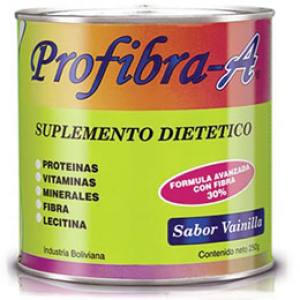 Profibra-A
SUPLEMENTO DIETETICO
PROTEINAS
VITAMINAS
MINERALES
FIBRA
LECITINA
FORMULA AVANZADA
CON FIBRA
30%
Sabor Vainilla
Industria Boliviana
Contenido neto 250g